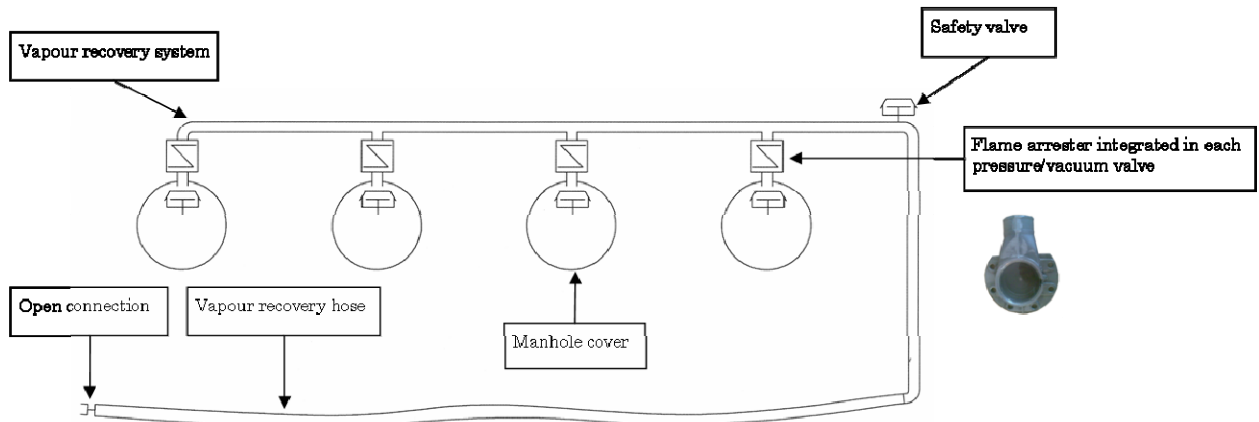 Safety valve
Vapour recovery system
Flame arrester integrated in each
pressure/vacuum valve
Open connection
Vapour recovery hose
Manhole cover